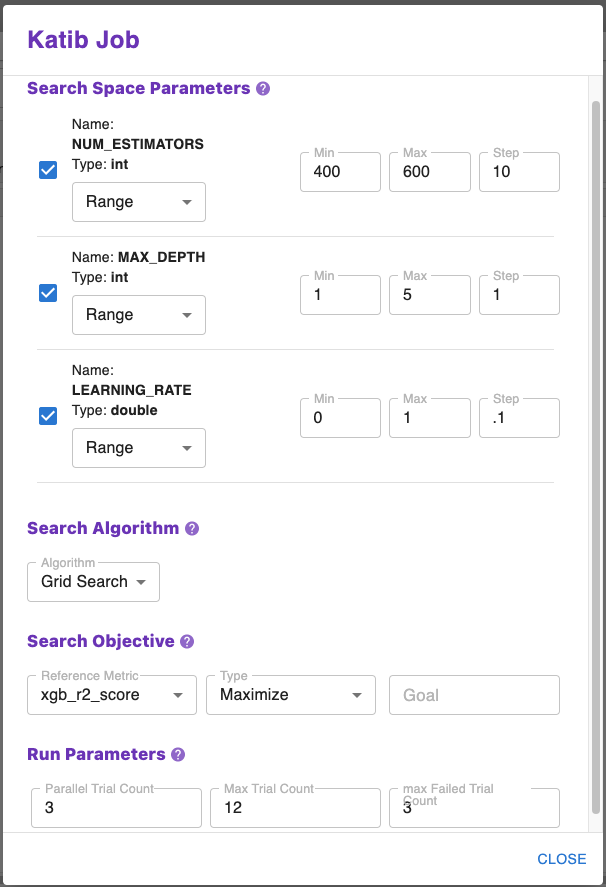 Katib Job
Search Space Parameters ?
Name:
NUM_ESTIMATORS
Type: int
Range
Min
400
Max
600
Step
10
Name: MAX_DEPTH
Type: int
Range
Min
1
Max
5
Step
1
Name:
LEARNING_RATE
Type: double
Range
Min
0
Max
1
Step
.1
Search Algorithm ?
Algorithm
Grid Search
Search Objective ?
Reference Metric
xgb_r2_score
Type
Maximize
Goal
Run Parameters ?
Parallel Trial Count
3
Max Trial Count
12
max Failed Trial
Count
3
CLOSE